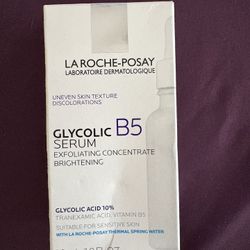 LA ROCHE-POSAY
LABORATOIRE DERMATOLOGIQUE
UNEVEN SKIN TEXTURE
DISCOLORATIONS
GLYCOLIC B5
SERUM
EXFOLIATING CONCENTRATE
BRIGHTENING
GLYCOLIC ACID 10%
TRANEXAMIC ACID, VITAMIN B5
SUITABLE FOR SENSITIVE SKIN
WITH LA ROCHE-POSAY THERMAL SPRING WATER